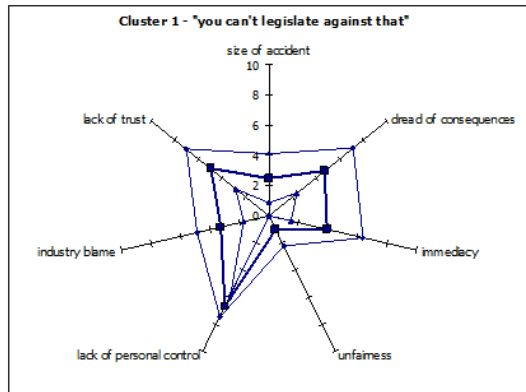 Cluster 1 - "you can't legislate against that"
size of accident
10
8
6
4
2
0
lack of trust
dread of consequences
industry blame
immediacy
lack of personal control
unfairness